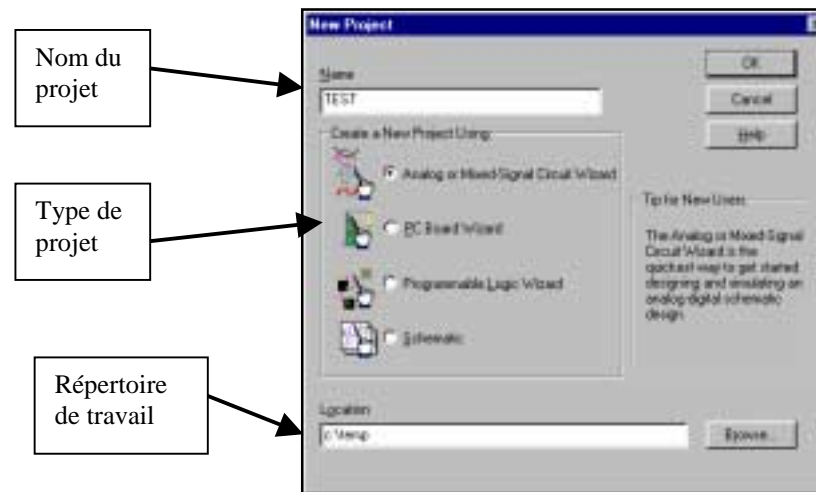 New Project
Nom du
projet
Name
TEST
OK
Cancel
Help
Create a New Project Using
Analog or Mixed-Signal Circuit Wizard
Type de
projet
PC Board Wizard
Programmable Logic Wizard
Schematic
Tip for New Users
The Analog or Mixed-Signal
Circuit Wizard is the
quickest way to get started
designing and simulating an
analog-digital schematic
design.
Répertoire
de travail
Location
c:\temp
Browse...